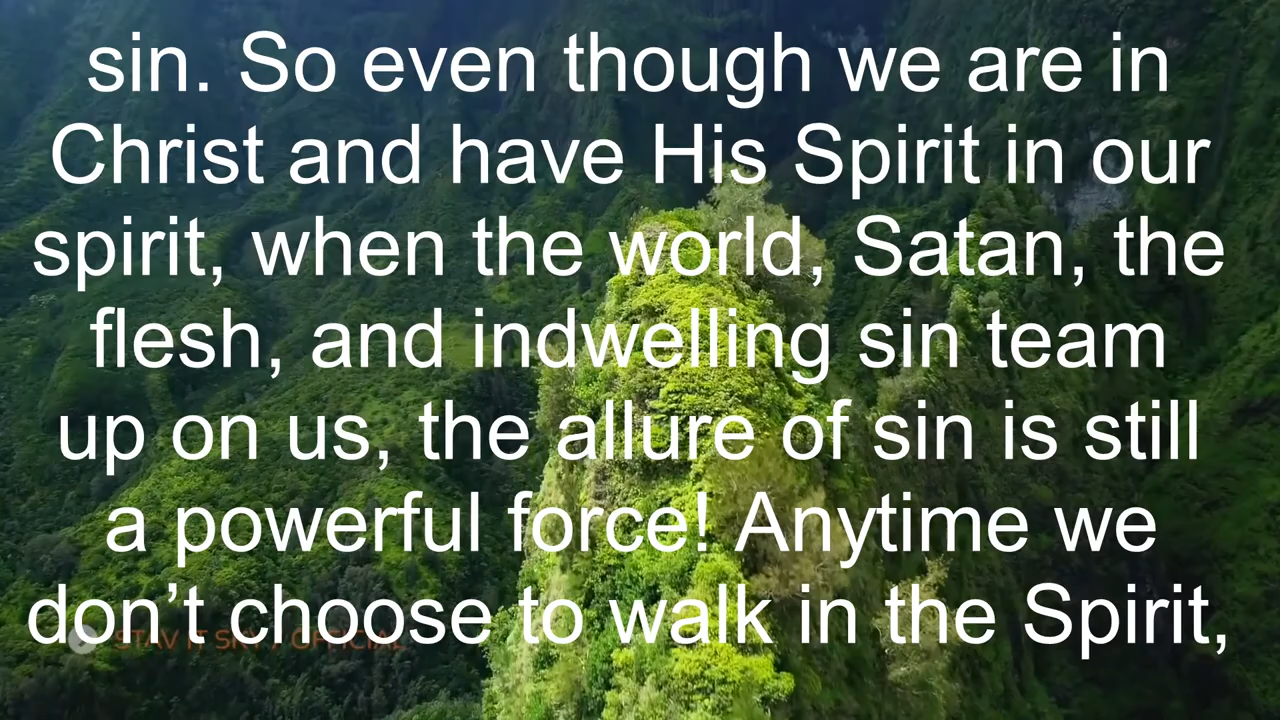 sin. So even though we are in
Christ and have His Spirit in our
spirit, when the world, Satan, the
flesh, and indwelling sin team
up on us, the allure of sin is still
a powerful force! Anytime we
don’t choose to walk in the Spirit,